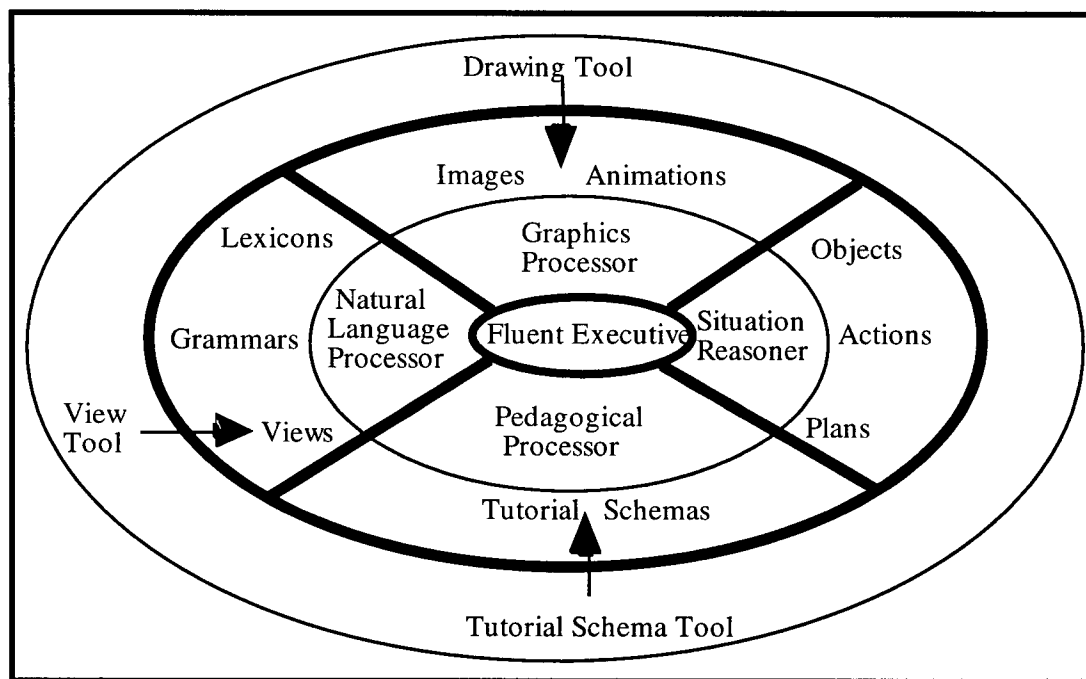 Drawing Tool
Images Animations
Lexicons
Graphics
Processor
Objects
Natural
Language
Processor
Grammars
Fluent Executive
Situation
Reasoner
Actions
View
Tool
Views
Pedagogical
Processor
Plans
Tutorial Schemas
Tutorial Schema Tool